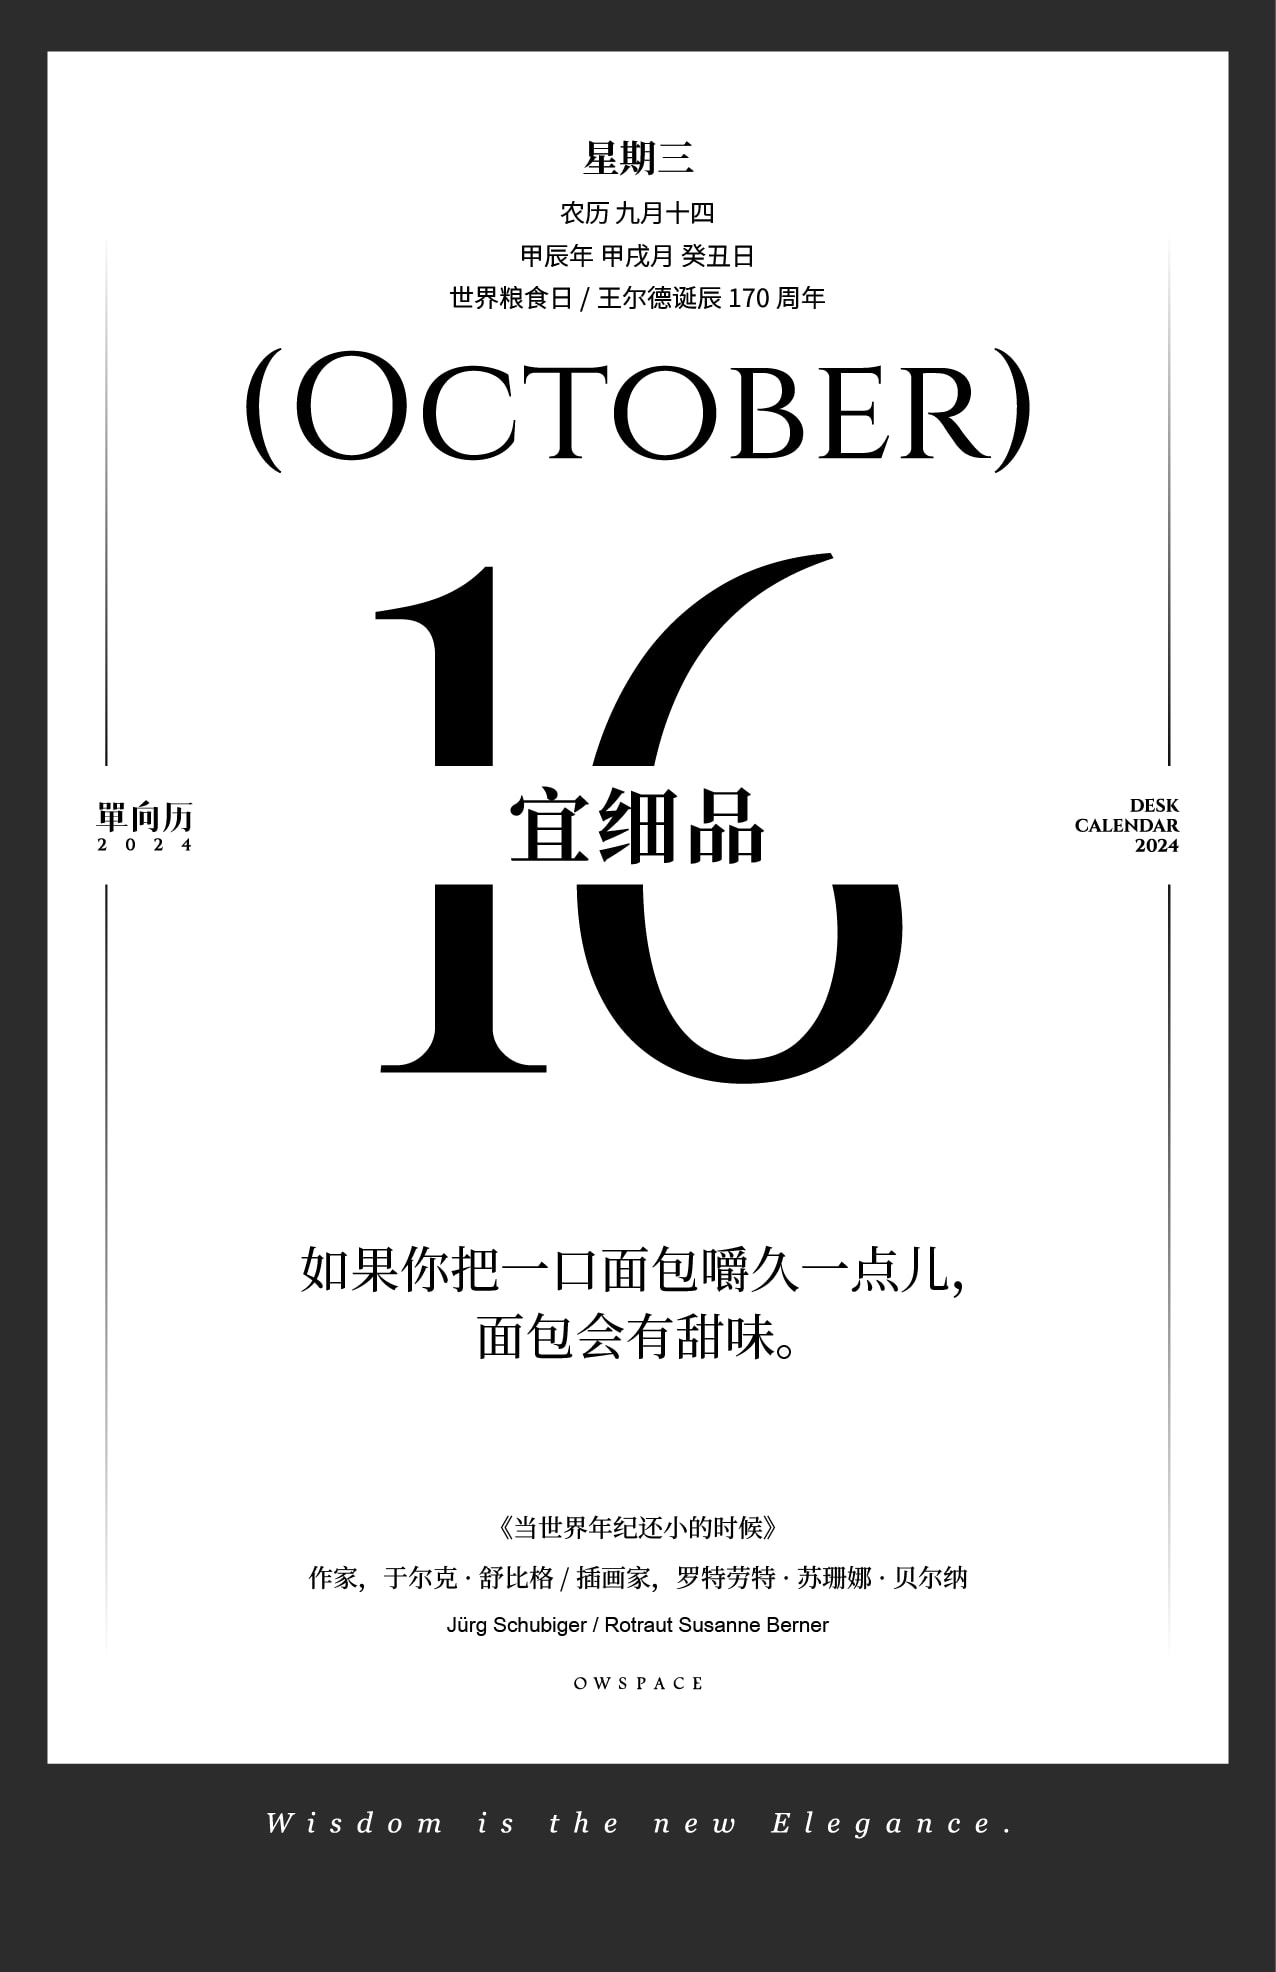 星期三
农历 九月十四
甲辰年 甲戌月 癸丑日
世界粮食日 / 王尔德诞辰 170 周年
(OCTOBER)
16
單向历
2024
宜细品
DESK
CALENDAR
2024
如果你把一口面包嚼久一点儿，
面包会有甜味。
《当世界年纪还小的时候》
作家，于尔克 · 舒比格 / 插画家，罗特劳特 · 苏珊娜 · 贝尔纳
Jürg Schubiger / Rotraut Susanne Berner
OWSPACE
Wisdom is the new Elegance.